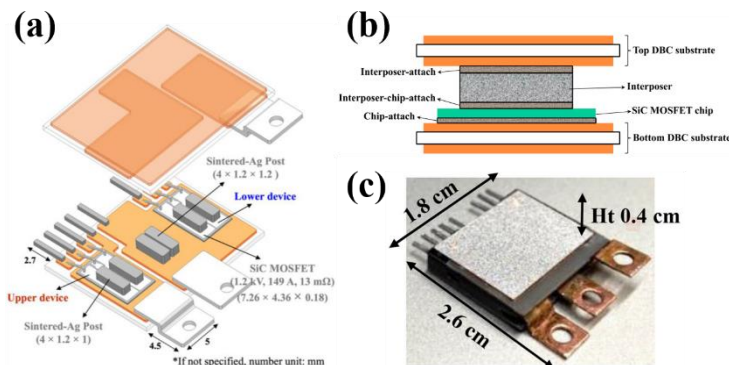 (a)
Sintered-Ag Post
(4 × 1.2 × 1.2 )
Lower device
2.7
SiC MOSFET
(1.2 kV, 149 A, 13 mΩ)
(7.26 × 4.36 × 0.18)
Upper device
Sintered-Ag Post
(4 × 1.2 × 1)
4.5
5
*If not specified, number unit: mm
(b)
Top DBC substrate
Interposer-attach
Interposer
Interposer-chip-attach
SiC MOSFET chip
Chip-attach
Bottom DBC substrate
(c)
1.8 cm
Ht 0.4 cm
2.6 cm